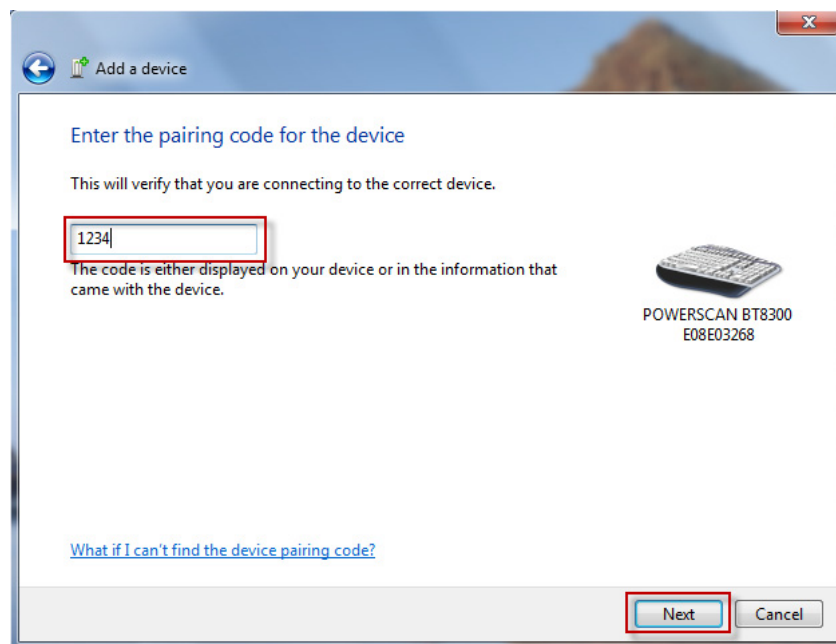 Add a device
Enter the pairing code for the device
This will verify that you are connecting to the correct device.
1234
The code is either displayed on your device or in the information that
came with the device.
POWERSCAN BT8300
E08E03268
What if I can't find the device pairing code?
Next
Cancel